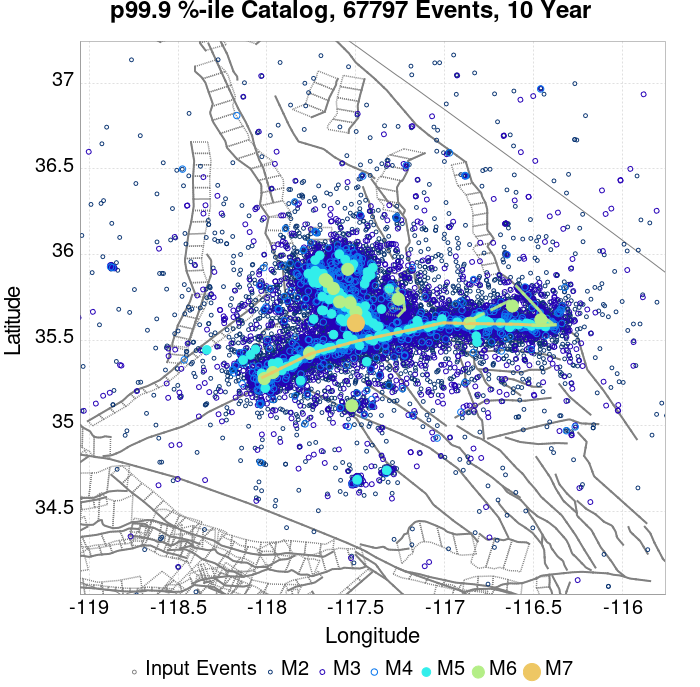 p99.9 %-ile Catalog, 67797 Events, 10 Year
37
36.5
36
35.5
35
34.5
Latitude
-119 -118.5 -118 -117.5 -117 -116.5 -116
Longitude
Input Events M2 M3 M4 M5 M6 M7